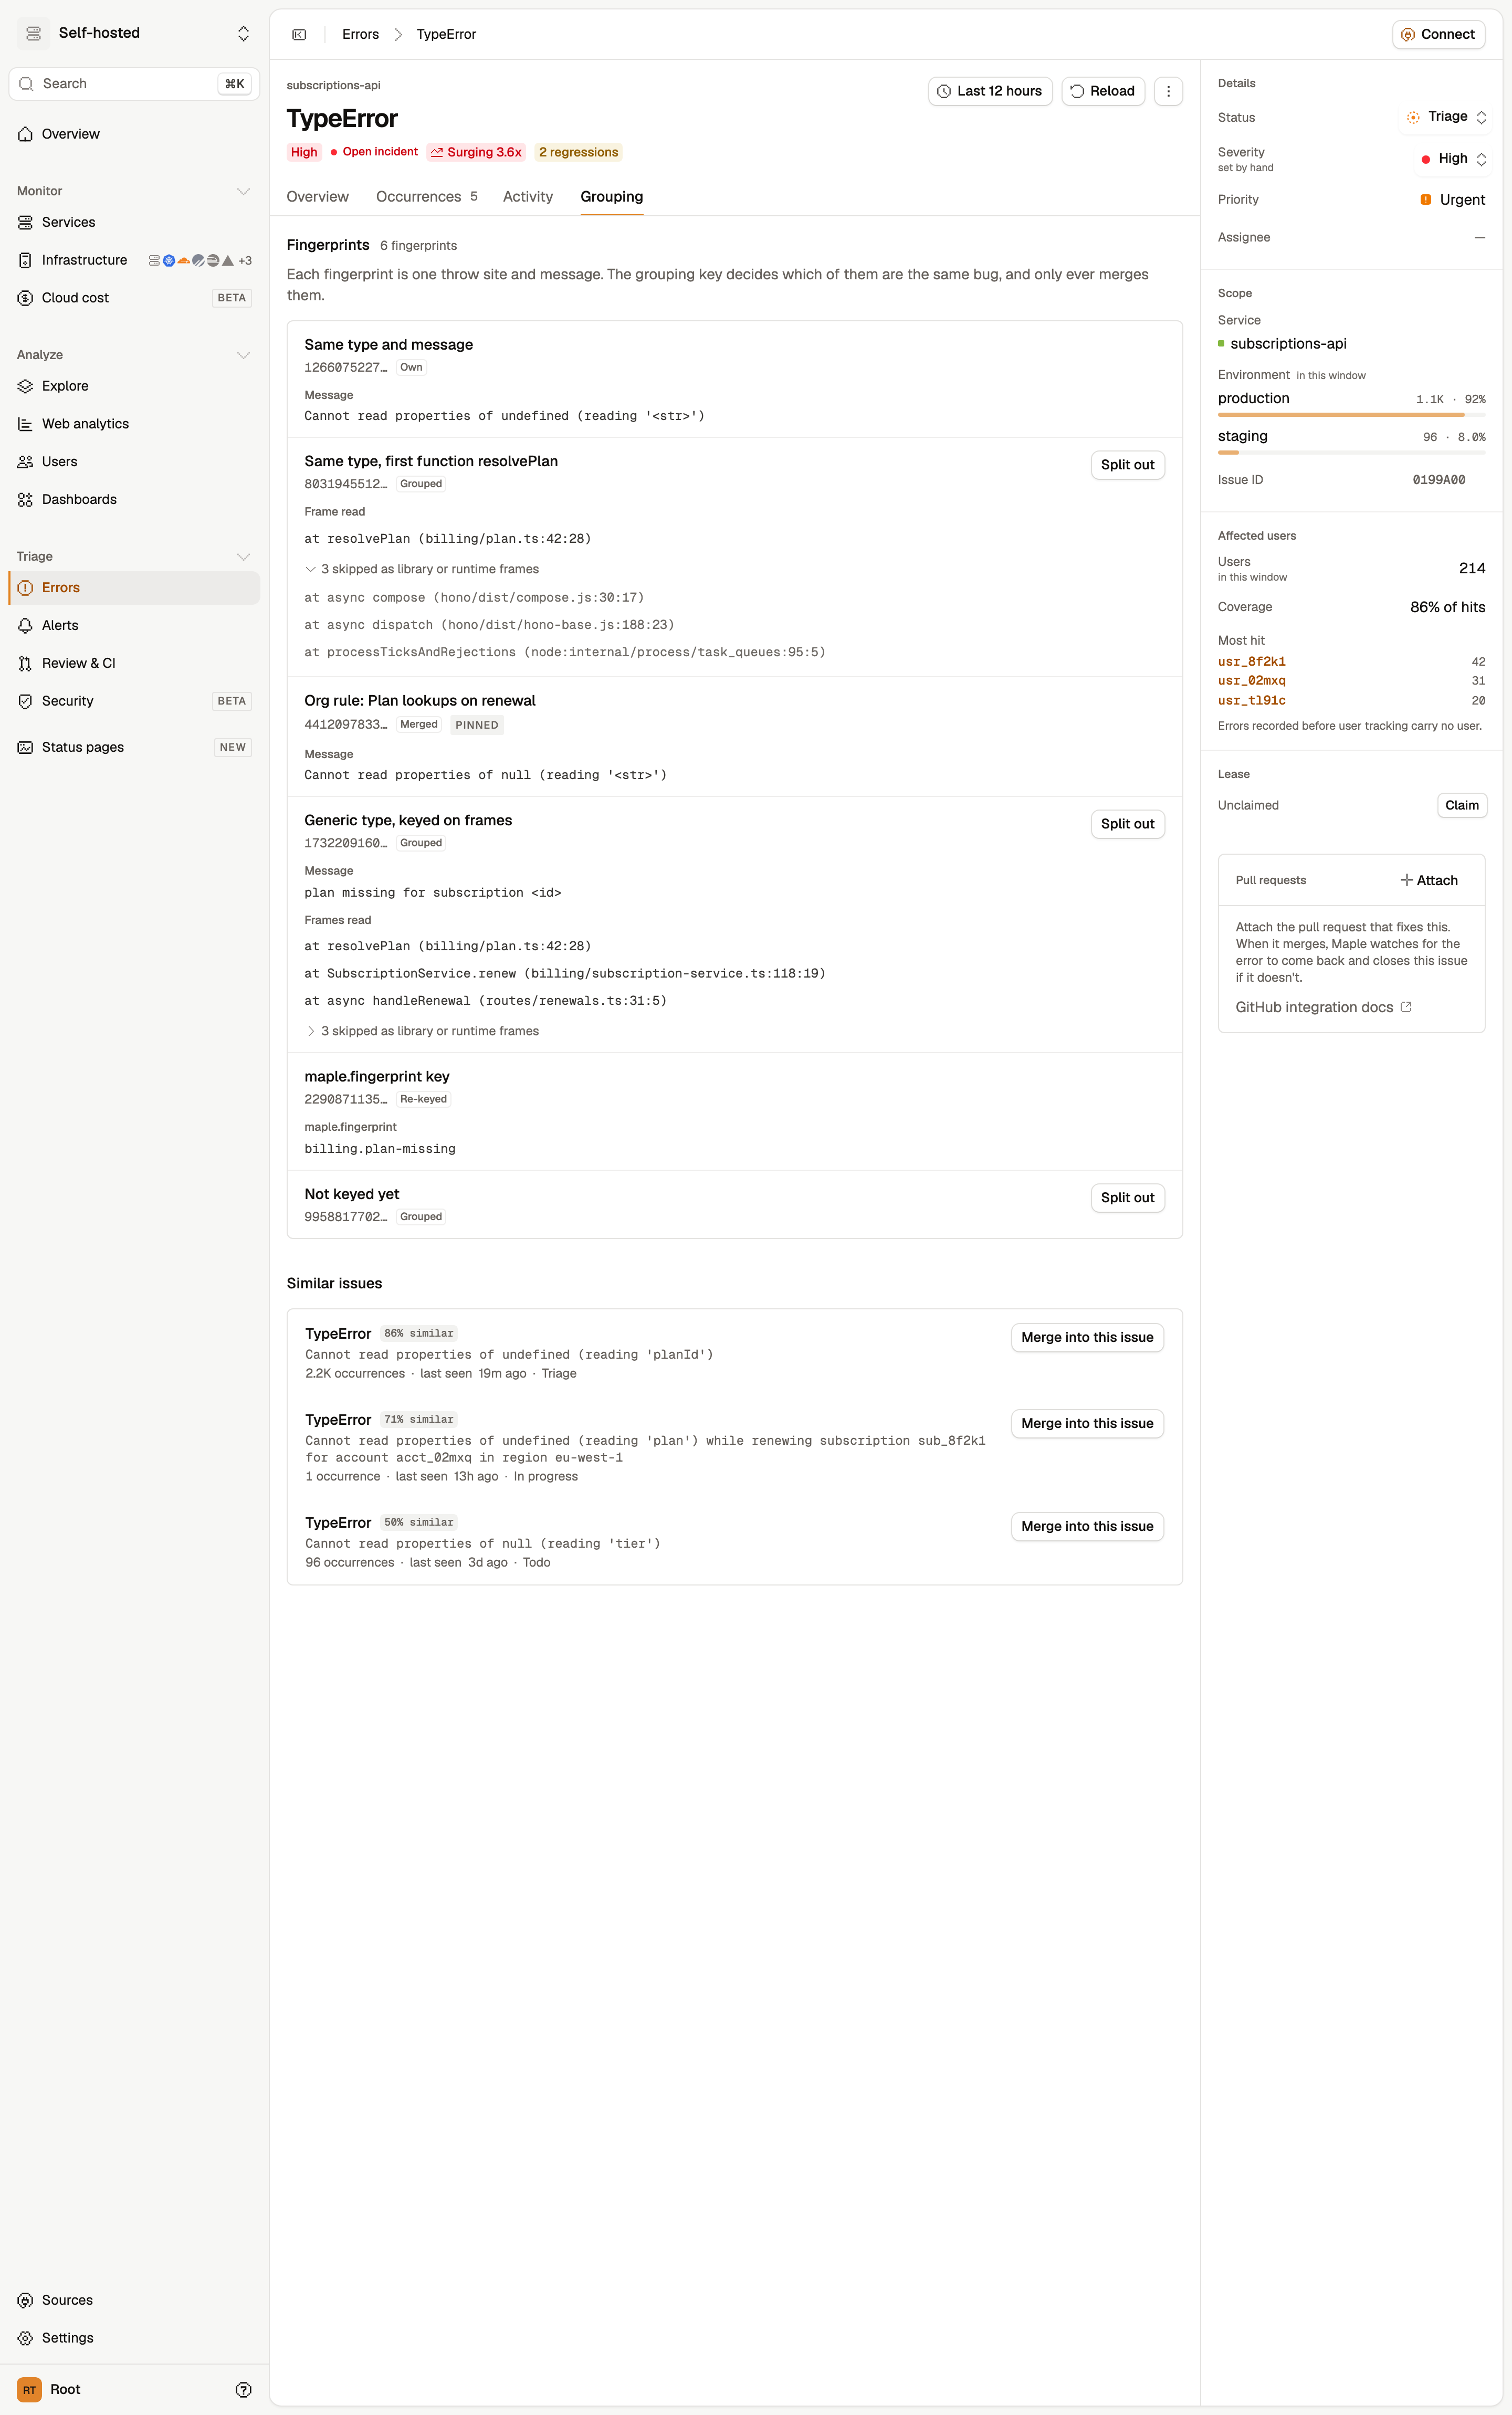 Self-hosted
Search ⌘K
Overview
Monitor
Services
Infrastructure +3
Cloud cost BETA
Analyze
Explore
Web analytics
Users
Dashboards
Triage
Errors
Alerts
Review & CI
Security BETA
Status pages NEW
Sources
Settings
RT Root
Errors TypeError
Connect
subscriptions-api
TypeError
Last 12 hours Reload
High Open incident Surging 3.6x 2 regressions
Overview Occurrences 5 Activity Grouping
Fingerprints 6 fingerprints
Each fingerprint is one throw site and message. The grouping key decides which of them are the same bug, and only ever merges
them.
Same type and message
1266075227… Own
Message
Cannot read properties of undefined (reading '<str>')
Same type, first function resolvePlan Split out
8031945512… Grouped
Frame read
at resolvePlan (billing/plan.ts:42:28)
3 skipped as library or runtime frames
at async compose (hono/dist/compose.js:30:17)
at async dispatch (hono/dist/hono-base.js:188:23)
at processTicksAndRejections (node:internal/process/task_queues:95:5)
Org rule: Plan lookups on renewal
4412097833… Merged PINNED
Message
Cannot read properties of null (reading '<str>')
Generic type, keyed on frames Split out
1732209160… Grouped
Message
plan missing for subscription <id>
Frames read
at resolvePlan (billing/plan.ts:42:28)
at SubscriptionService.renew (billing/subscription-service.ts:118:19)
at async handleRenewal (routes/renewals.ts:31:5)
3 skipped as library or runtime frames
maple.fingerprint key
2290871135… Re-keyed
maple.fingerprint
billing.plan-missing
Not keyed yet Split out
9958817702… Grouped
Similar issues
TypeError 86% similar Merge into this issue
Cannot read properties of undefined (reading 'planId')
2.2K occurrences · last seen 19m ago · Triage
TypeError 71% similar Merge into this issue
Cannot read properties of undefined (reading 'plan') while renewing subscription sub_8f2k1
for account acct_02mxq in region eu-west-1
1 occurrence · last seen 13h ago · In progress
TypeError 50% similar Merge into this issue
Cannot read properties of null (reading 'tier')
96 occurrences · last seen 3d ago · Todo
Details
Status Triage
Severity High
set by hand
Priority Urgent
Assignee —
Scope
Service
subscriptions-api
Environment in this window
production 1.1K · 92%
staging 96 · 8.0%
Issue ID 0199A00
Affected users
Users 214
in this window
Coverage 86% of hits
Most hit
usr_8f2k1 42
usr_02mxq 31
usr_tl91c 20
Errors recorded before user tracking carry no user.
Lease
Unclaimed Claim
Pull requests Attach
Attach the pull request that fixes this.
When it merges, Maple watches for the
error to come back and closes this issue
if it doesn't.
GitHub integration docs